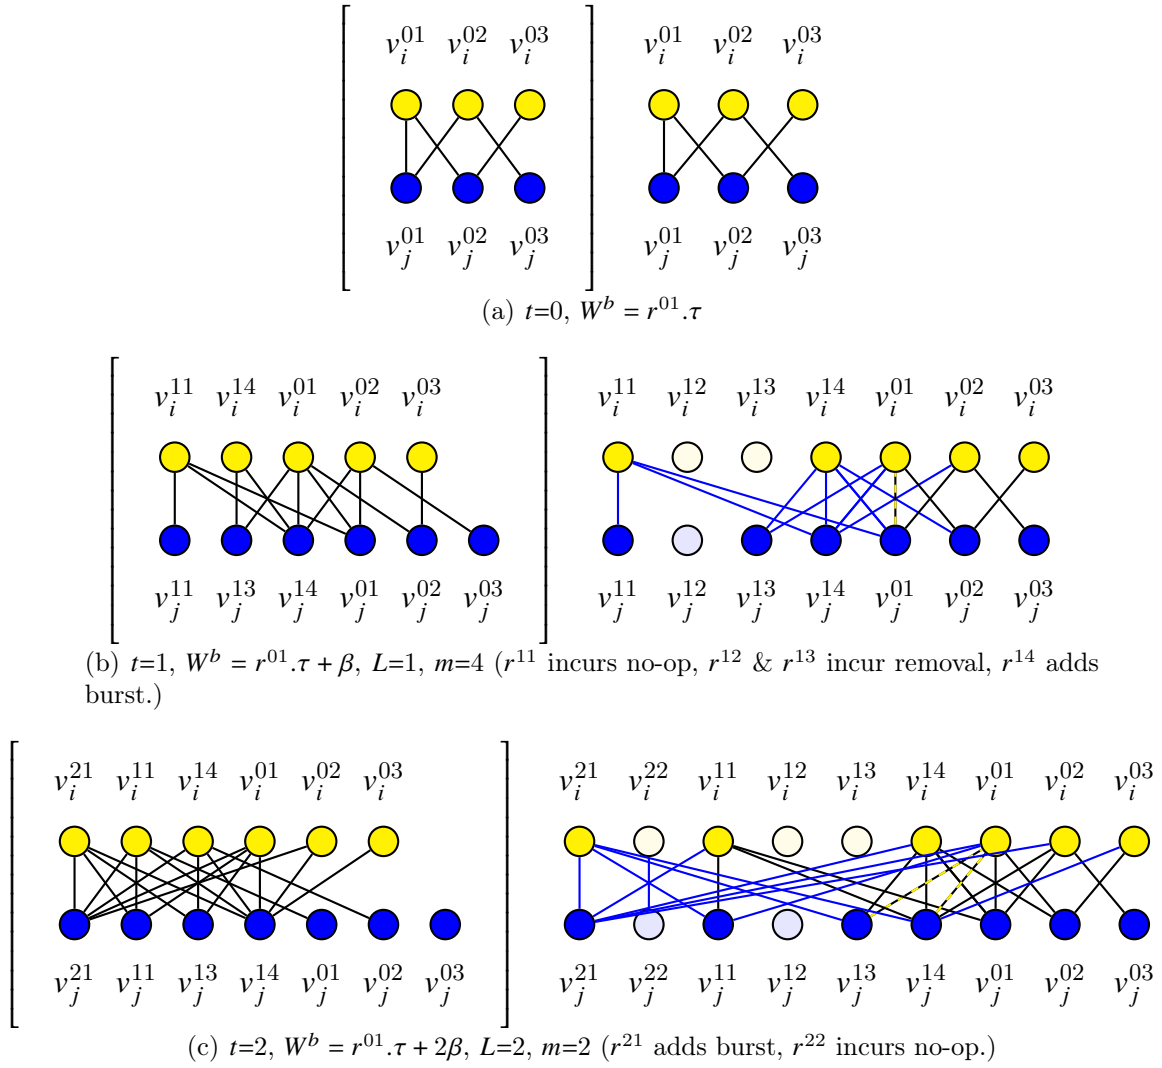 v_i^{01} v_i^{02} v_i^{03} v_i^{01} v_i^{02} v_i^{03}
v_j^{01} v_j^{02} v_j^{03} v_j^{01} v_j^{02} v_j^{03}
(a) t=0, W^b = r^{01}.τ
v_i^{11} v_i^{14} v_i^{01} v_i^{02} v_i^{03} v_i^{11} v_i^{12} v_i^{13} v_i^{14} v_i^{01} v_i^{02} v_i^{03}
v_j^{11} v_j^{13} v_j^{14} v_j^{01} v_j^{02} v_j^{03} v_j^{11} v_j^{12} v_j^{13} v_j^{14} v_j^{01} v_j^{02} v_j^{03}
(b) t=1, W^b = r^{01}.τ + β, L=1, m=4 (r^{11} incurs no-op, r^{12} & r^{13} incur removal, r^{14} adds
burst.)
v_i^{21} v_i^{11} v_i^{14} v_i^{01} v_i^{02} v_i^{03} v_i^{21} v_i^{22} v_i^{11} v_i^{12} v_i^{13} v_i^{14} v_i^{01} v_i^{02} v_i^{03}
v_j^{21} v_j^{11} v_j^{13} v_j^{14} v_j^{01} v_j^{02} v_j^{03} v_j^{21} v_j^{22} v_j^{11} v_j^{12} v_j^{13} v_j^{14} v_j^{01} v_j^{02} v_j^{03}
(c) t=2, W^b = r^{01}.τ + 2β, L=2, m=2 (r^{21} adds burst, r^{22} incurs no-op.)